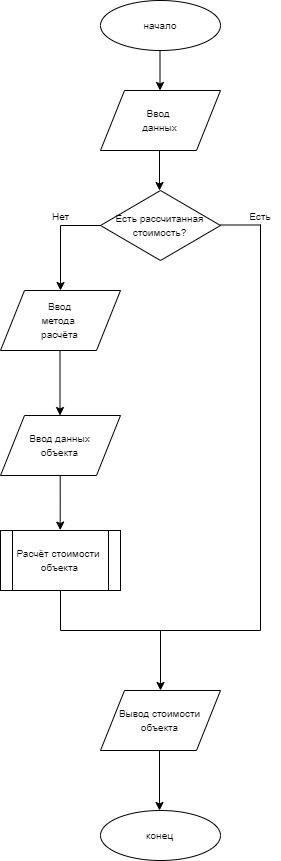 начало
Ввод
данных
Нет
Есть рассчитанная
стоимость?
Есть
Ввод
метода
расчёта
Ввод данных
объекта
Расчёт стоимости
объекта
Вывод стоимости
объекта
конец